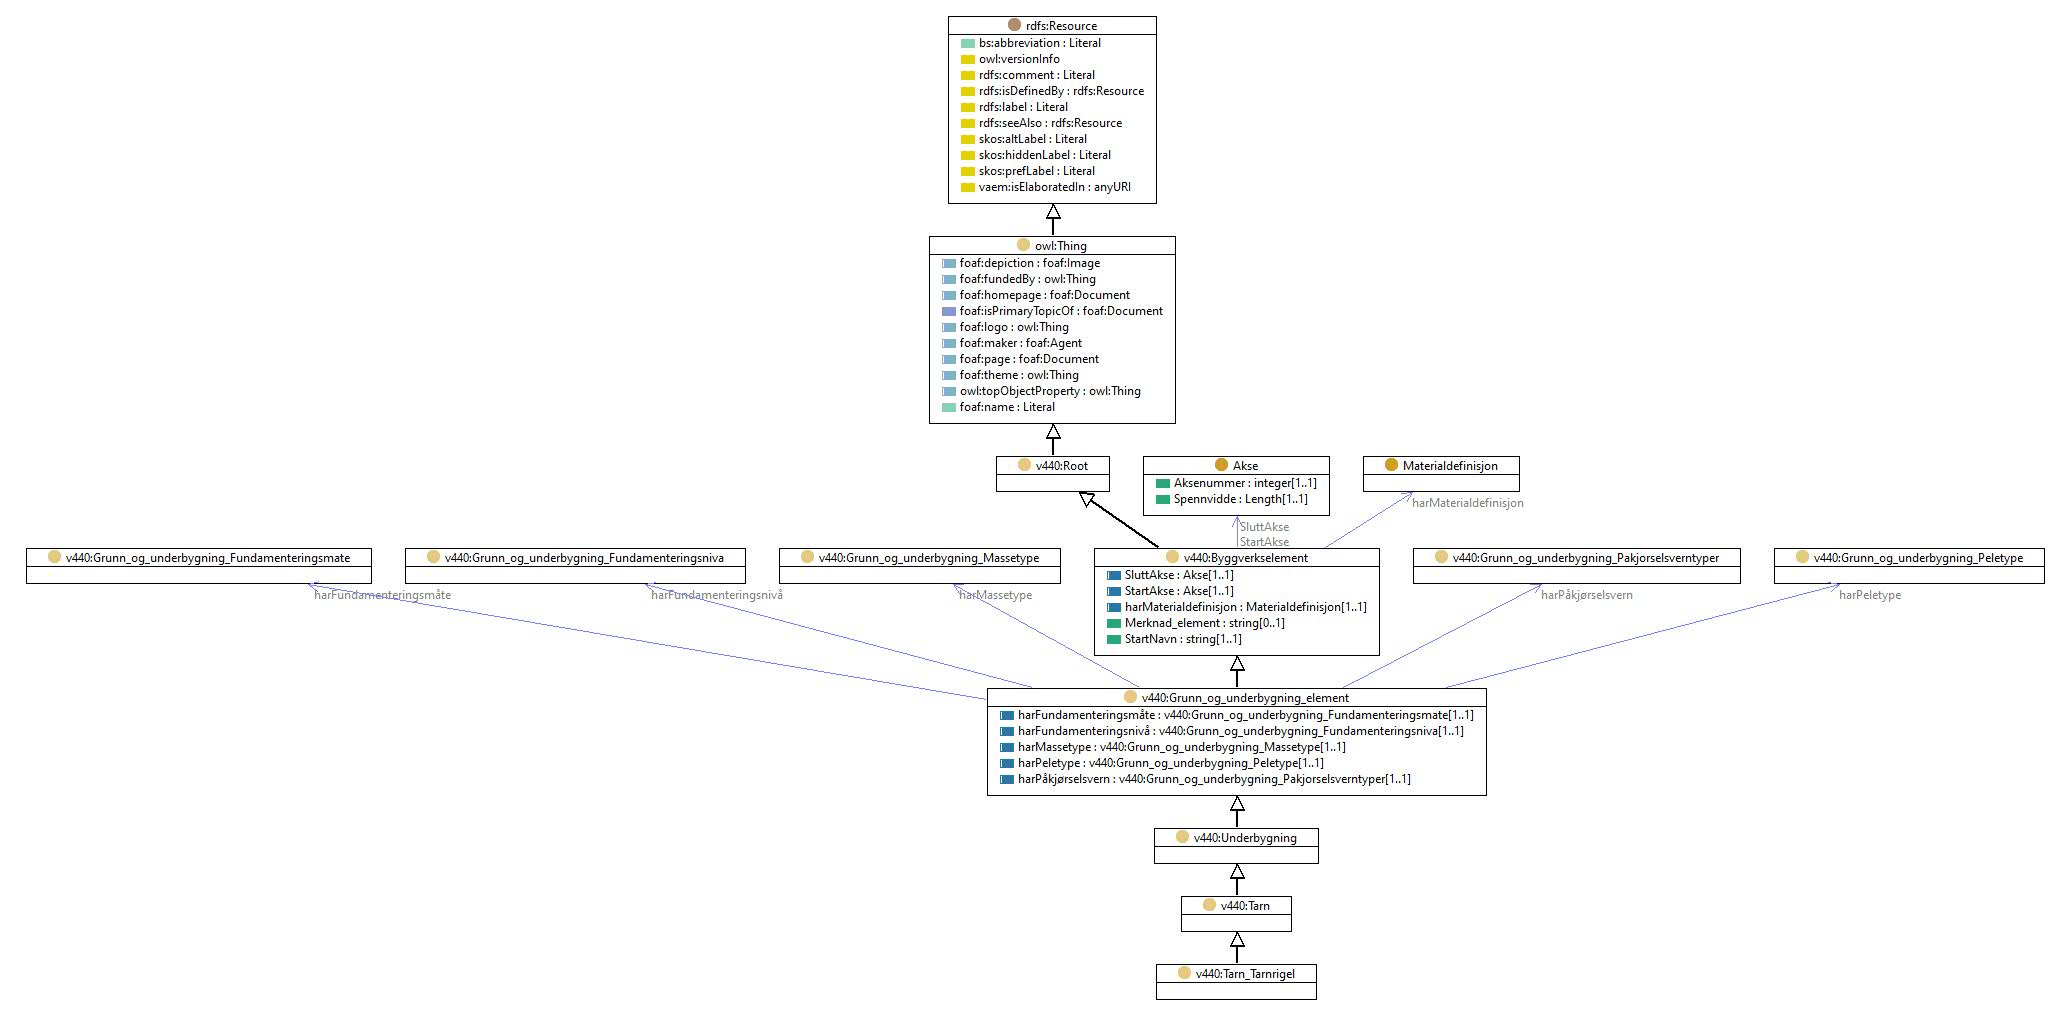 rdfs:Resource
bs:abbreviation : Literal
owl:versionInfo
rdfs:comment : Literal
rdfs:isDefinedBy : rdfs:Resource
rdfs:label : Literal
rdfs:seeAlso : rdfs:Resource
skos:altLabel : Literal
skos:hiddenLabel : Literal
skos:prefLabel : Literal
vaem:isElaboratedIn : anyURI
owl:Thing
foaf:depiction : foaf:Image
foaf:fundedBy : owl:Thing
foaf:homepage : foaf:Document
foaf:isPrimaryTopicOf : foaf:Document
foaf:logo : owl:Thing
foaf:maker : foaf:Agent
foaf:page : foaf:Document
foaf:theme : owl:Thing
owl:topObjectProperty : owl:Thing
foaf:name : Literal
v440:Root
Akse
Aksenummer : integer[1..1]
Spennvidde : Length[1..1]
Materialdefinisjon
harMaterialdefinisjon
SluttAkse
StartAkse
v440:Grunn_og_underbygning_Fundamenteringsmate
v440:Grunn_og_underbygning_Fundamenteringsniva
v440:Grunn_og_underbygning_Massetype
v440:Byggverkselement
SluttAkse : Akse[1..1]
StartAkse : Akse[1..1]
harMaterialdefinisjon : Materialdefinisjon[1..1]
Merknad_element : string[0..1]
StartNavn : string[1..1]
v440:Grunn_og_underbygning_Pakjorselsverntyper
v440:Grunn_og_underbygning_Peletype
harFundamenteringsmåte
harFundamenteringsnivå
harMassetype
harPåkjørselsvern
harPeletype
v440:Grunn_og_underbygning_element
harFundamenteringsmåte : v440:Grunn_og_underbygning_Fundamenteringsmate[1..1]
harFundamenteringsnivå : v440:Grunn_og_underbygning_Fundamenteringsniva[1..1]
harMassetype : v440:Grunn_og_underbygning_Massetype[1..1]
harPeletype : v440:Grunn_og_underbygning_Peletype[1..1]
harPåkjørselsvern : v440:Grunn_og_underbygning_Pakjorselsverntyper[1..1]
v440:Underbygning
v440:Tarn
v440:Tarn_Tarnrigel